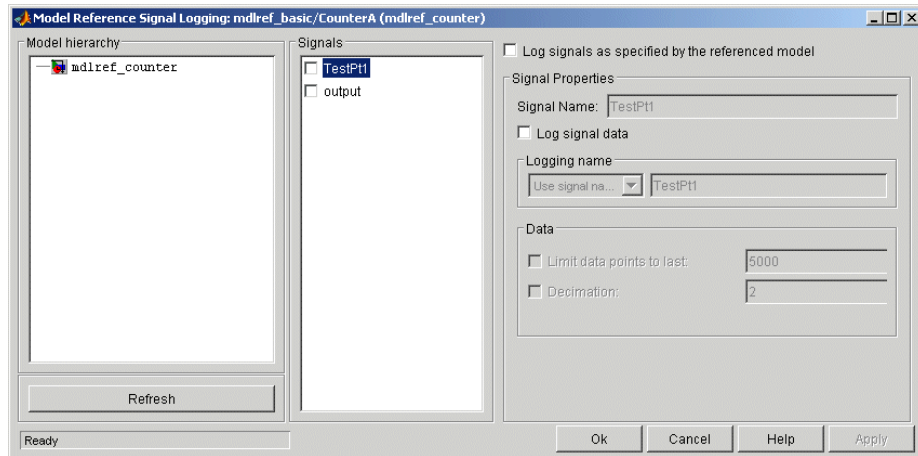 Model Reference Signal Logging: mdlref_basic/CounterA (mdlref_counter)
Model hierarchy
mdlref_counter
Refresh
Ready
Signals
TestPt1
output
Log signals as specified by the referenced model
Signal Properties
Signal Name: TestPt1
Log signal data
Logging name
Use signal na... TestPt1
Data
Limit data points to last: 5000
Decimation: 2
Ok Cancel Help Apply